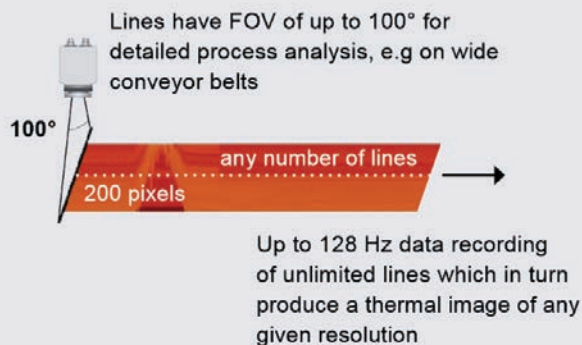 Lines have FOV of up to 100° for
detailed process analysis, e.g on wide
conveyor belts
100°
any number of lines
200 pixels
Up to 128 Hz data recording
of unlimited lines which in turn
produce a thermal image of any
given resolution